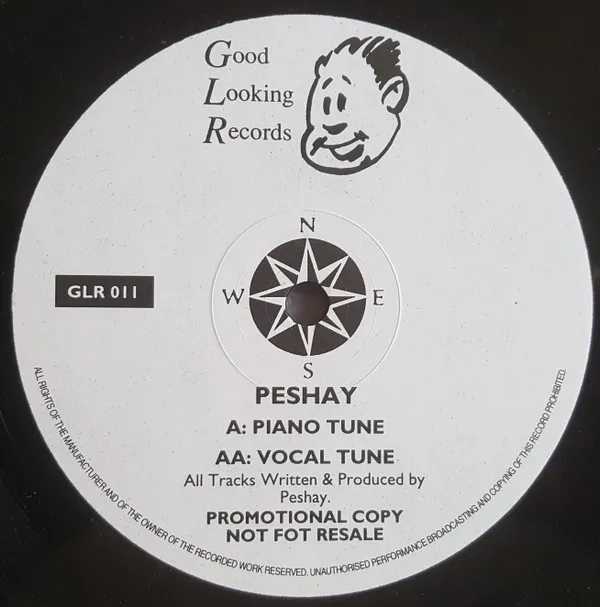 Good
Looking
Records
N
W E
S
GLR 011
PESHAY
A: PIANO TUNE
AA: VOCAL TUNE
All Tracks Written & Produced by
Peshay.
PROMOTIONAL COPY
NOT FOT RESALE
ALL RIGHTS OF THE MANUFACTURER AND OF THE OWNER OF THE RECORDED WORK RESERVED. UNAUTHORISED PERFORMANCE BROADCASTING AND COPYING OF THIS RECORD PROHIBITED.